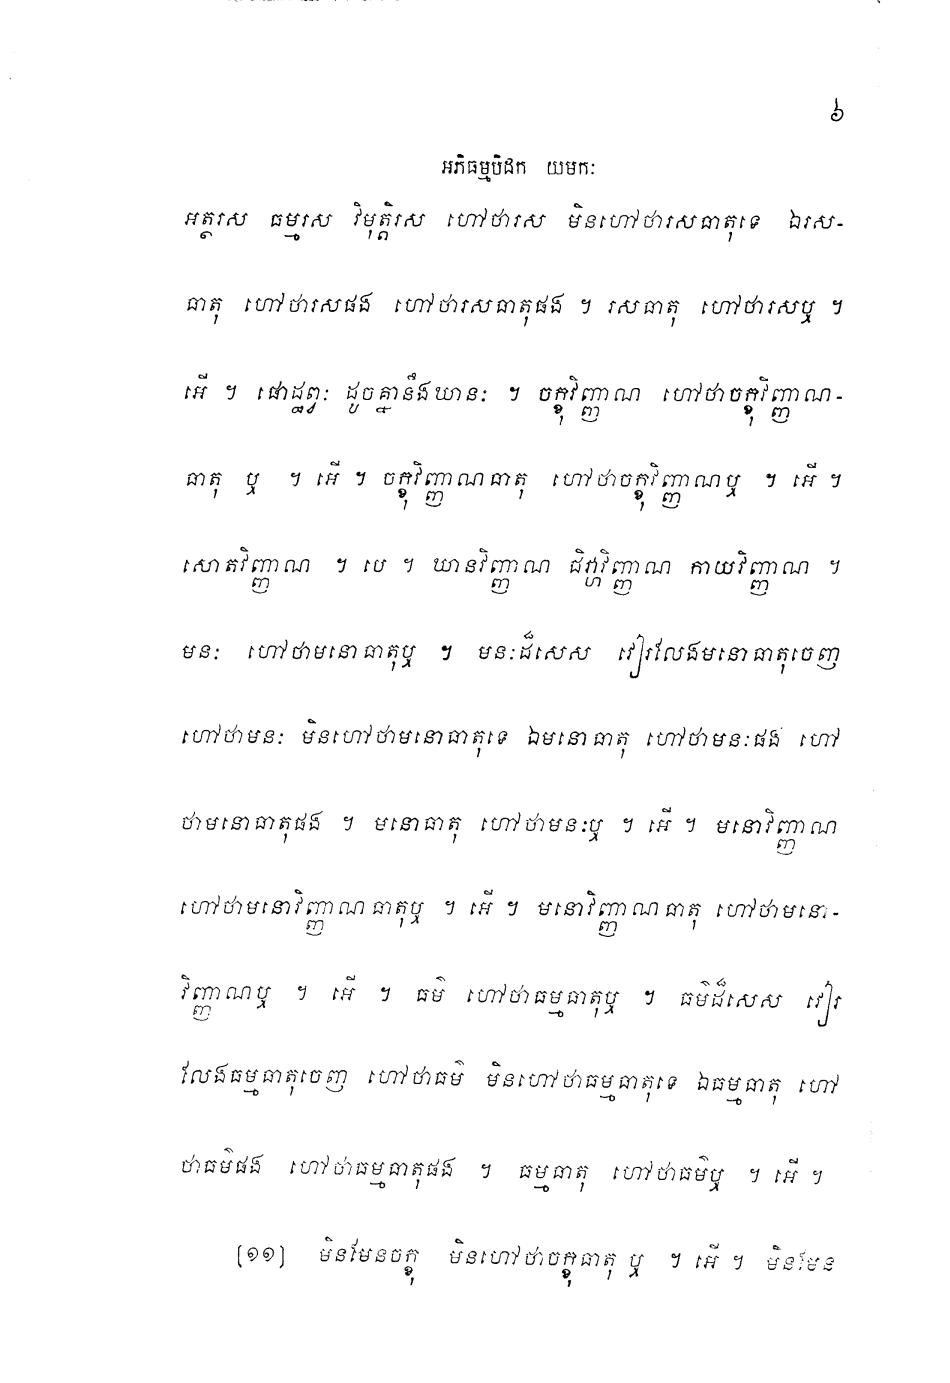 ៦
អភិធម្មបិដក យមកៈ
អត្ថរស ធម្មរស វិមុត្តិរស ហៅថារស មិនហៅថារសធាតុទេ ឯរស-
ធាតុ ហៅថារសផង ហៅថារសធាតុផង ។ រសធាតុ ហៅថារសឬ ។
អើ ។ ផោដ្ឋព្វៈ ដូចគ្នានឹងឃានៈ ។ ចក្ខុវិញ្ញាណ ហៅថាចក្ខុវិញ្ញាណ-
ធាតុ ឬ ។ អើ ។ ចក្ខុវិញ្ញាណធាតុ ហៅថាចក្ខុវិញ្ញាណឬ ។ អើ ។
សោតវិញ្ញាណ ។ បេ ។ ឃានវិញ្ញាណ ជិវ្ហាវិញ្ញាណ កាយវិញ្ញាណ ។
មនៈ ហៅថាមនោធាតុឬ ។ មនៈដ៏សេស វៀរលែងមនោធាតុចេញ
ហៅថាមនៈ មិនហៅថាមនោធាតុទេ ឯមនោធាតុ ហៅថាមនៈផង ហៅ
ថាមនោធាតុផង ។ មនោធាតុ ហៅថាមនៈឬ ។ អើ ។ មនោវិញ្ញាណ
ហៅថាមនោវិញ្ញាណធាតុឬ ។ អើ ។ មនោវិញ្ញាណធាតុ ហៅថាមនោ-
វិញ្ញាណឬ ។ អើ ។ ធម៌ ហៅថាធម្មធាតុឬ ។ ធម៌ដ៏សេស វៀរ
លែងធម្មធាតុចេញ ហៅថាធម៌ មិនហៅថាធម្មធាតុទេ ឯធម្មធាតុ ហៅ
ថាធម៌ផង ហៅថាធម្មធាតុផង ។ ធម្មធាតុ ហៅថាធម៌ឬ ។ អើ ។
[១១] មិនមែនចក្ខុ មិនហៅថាចក្ខុធាតុ ឬ ។ អើ ។ មិនមែន